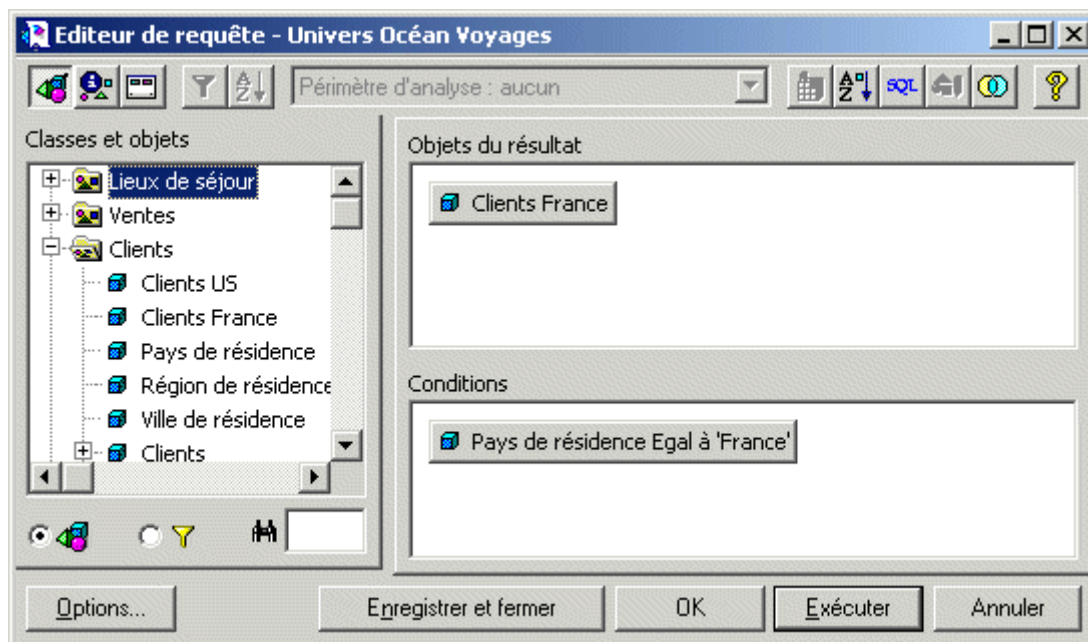 Editeur de requête - Univers Océan Voyages
A Z
Périmètre d'analyse : aucun
A Z
SQL
?
Classes et objets
Lieux de séjour
Ventes
Clients
Clients US
Clients France
Pays de résidence
Région de résidence
Ville de résidence
Clients
Objets du résultat
Clients France
Conditions
Pays de résidence Egal à 'France'
Options...
Enregistrer et fermer
OK
Exécuter
Annuler